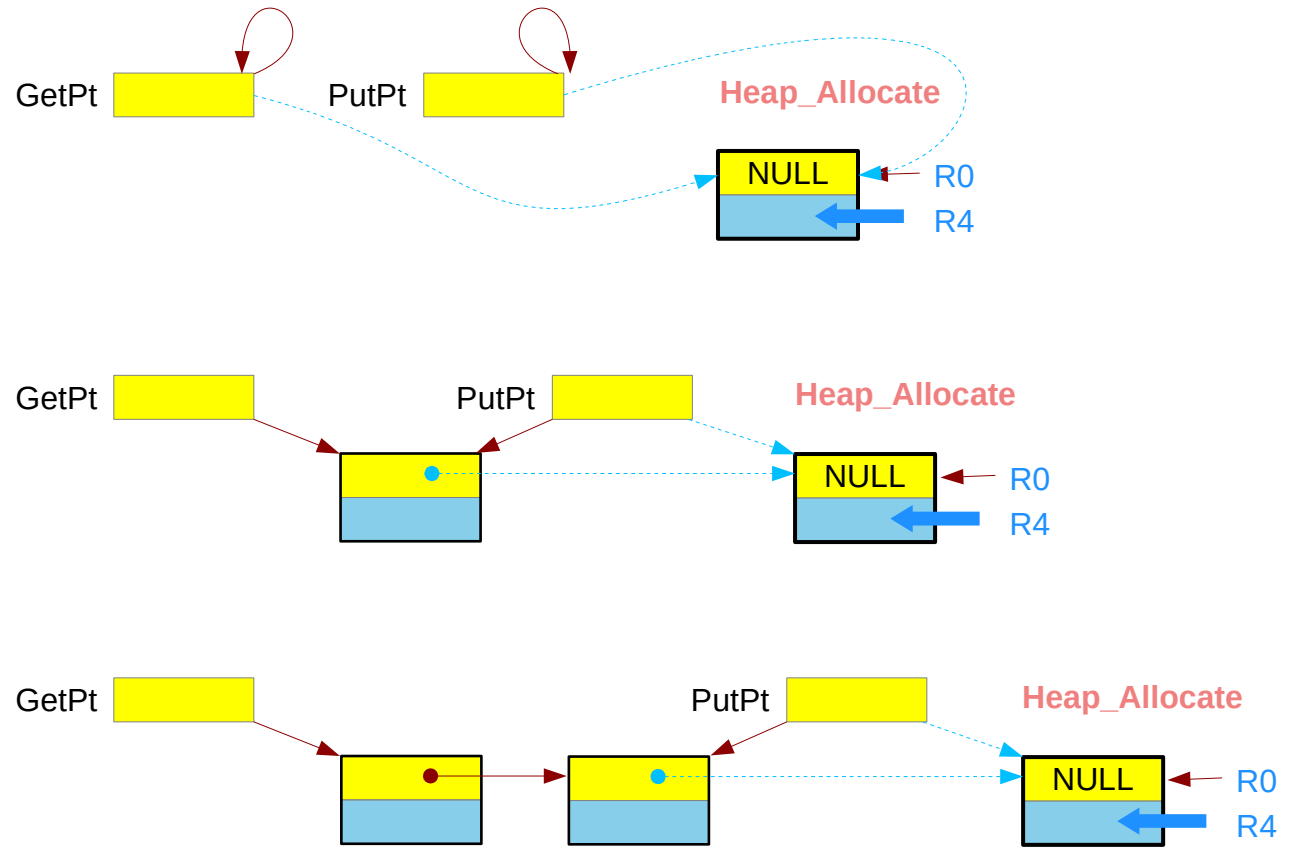 GetPt
PutPt
Heap_Allocate
NULL
R0
R4
GetPt
PutPt
Heap_Allocate
NULL
R0
R4
GetPt
PutPt
Heap_Allocate
NULL
R0
R4